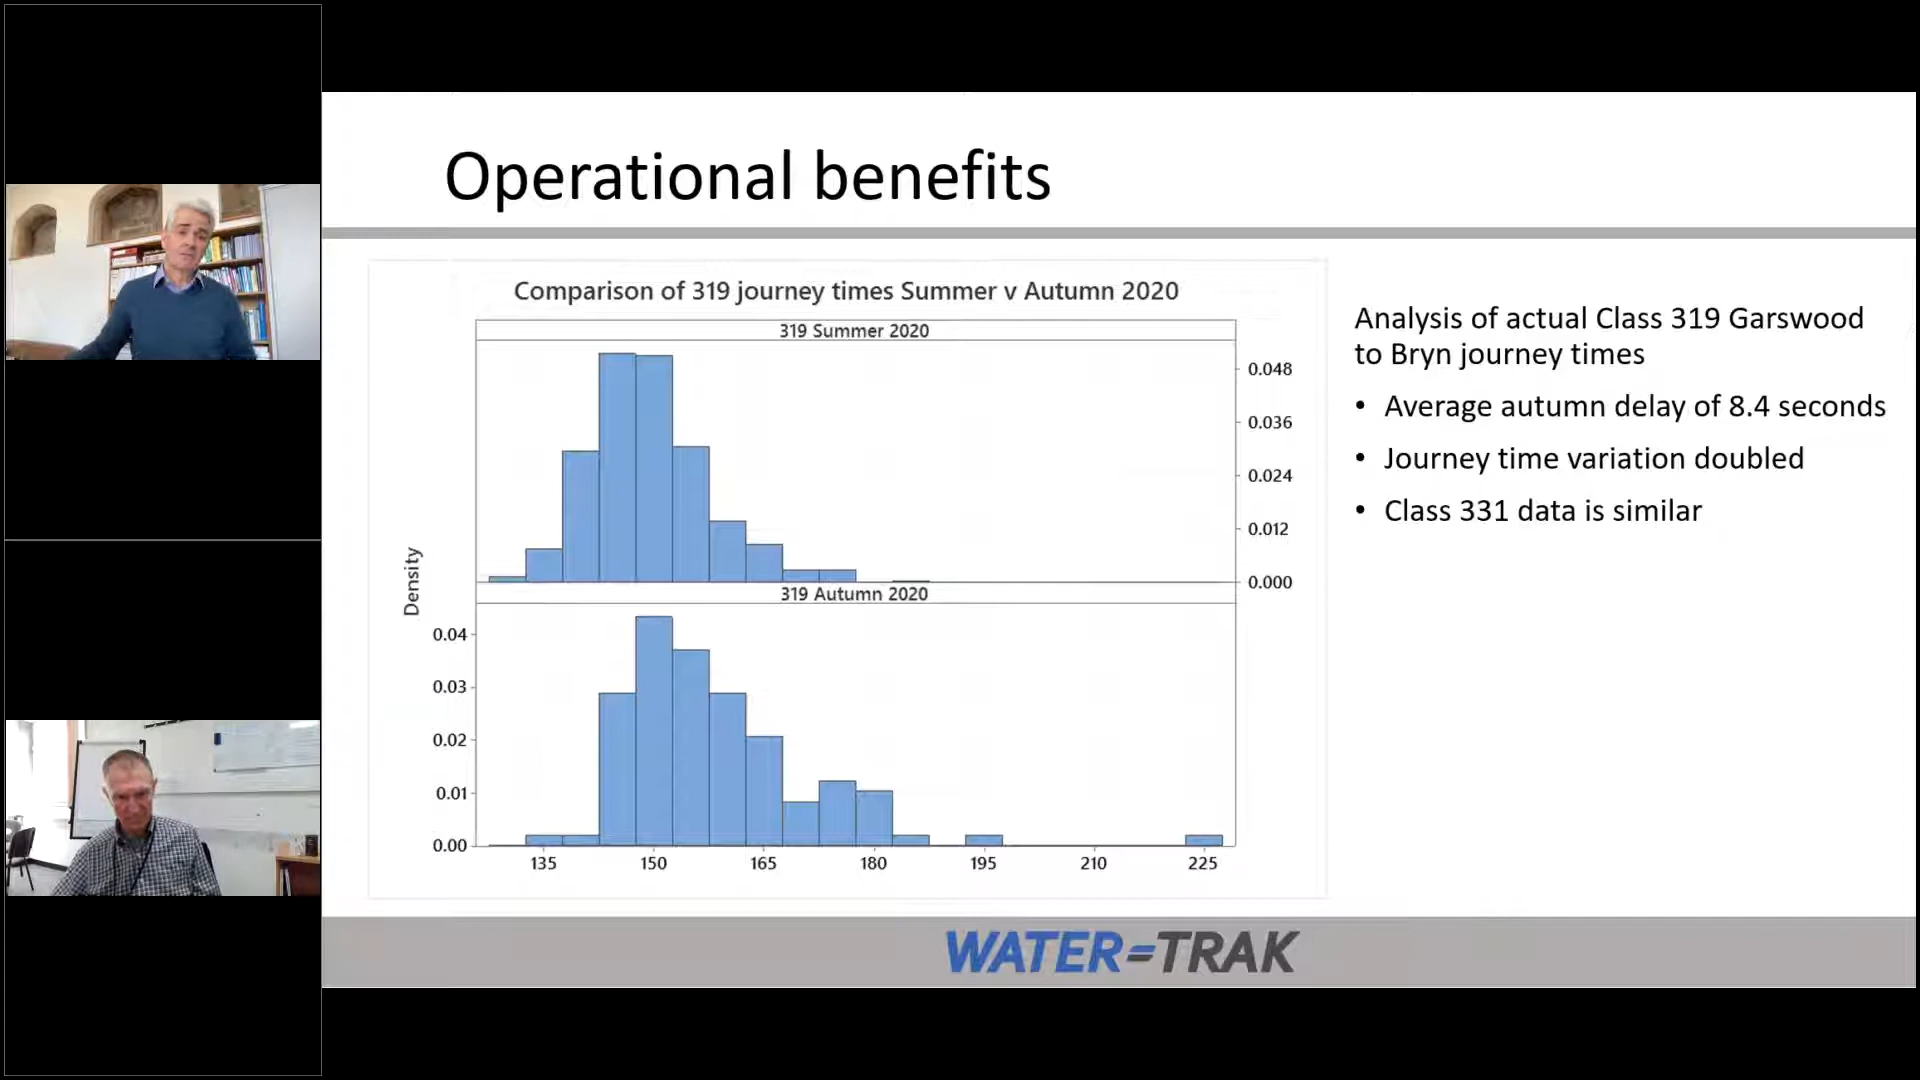 Operational benefits
Comparison of 319 journey times Summer v Autumn 2020
319 Summer 2020
0.048
0.036
0.024
0.012
0.000
Density
319 Autumn 2020
0.04
0.03
0.02
0.01
0.00
135 150 165 180 195 210 225
Analysis of actual Class 319 Garswood
to Bryn journey times
• Average autumn delay of 8.4 seconds
• Journey time variation doubled
• Class 331 data is similar
WATER=TRAK